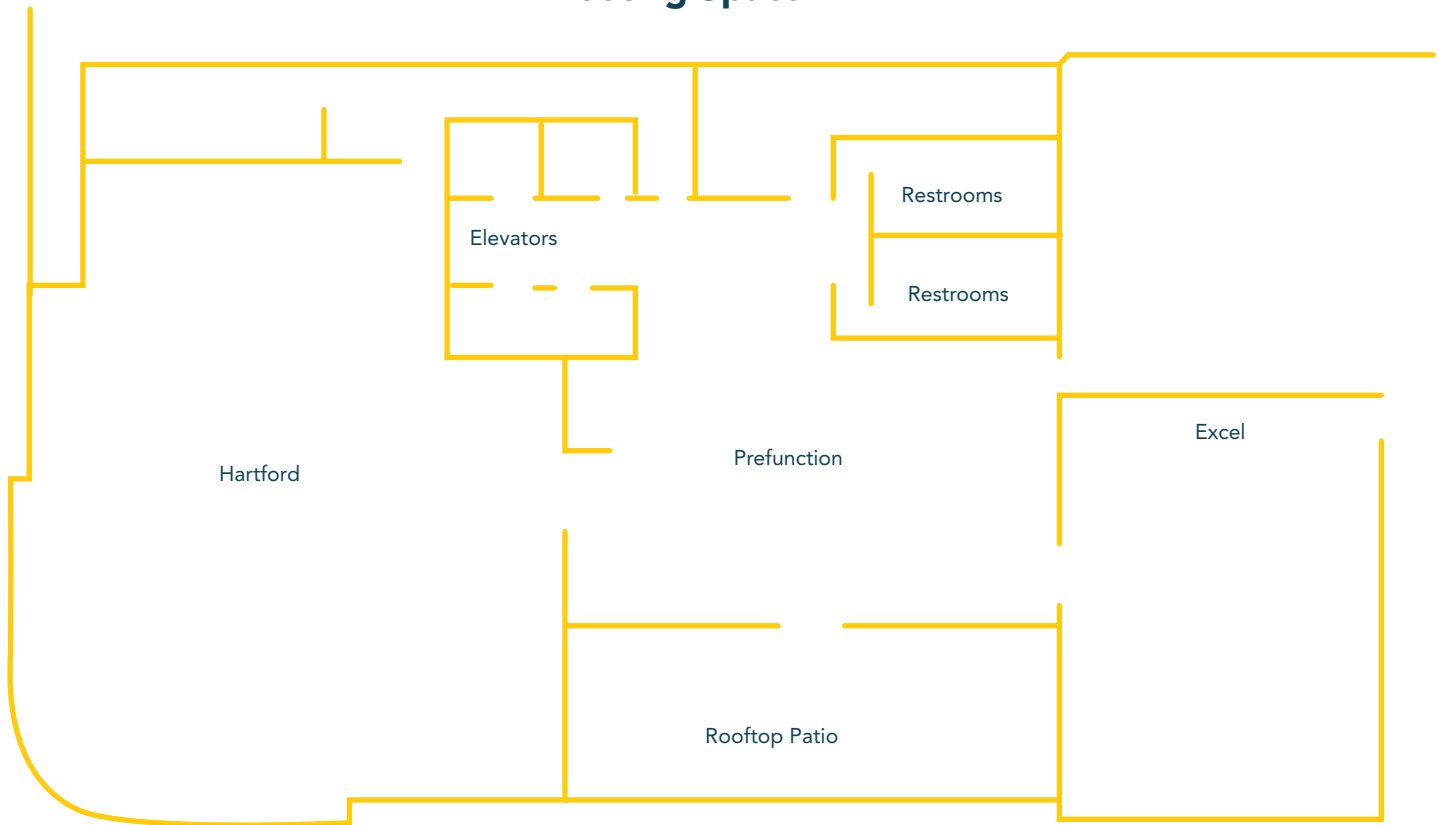 Restrooms
Elevators
Restrooms
Excel
Prefunction
Hartford
Rooftop Patio